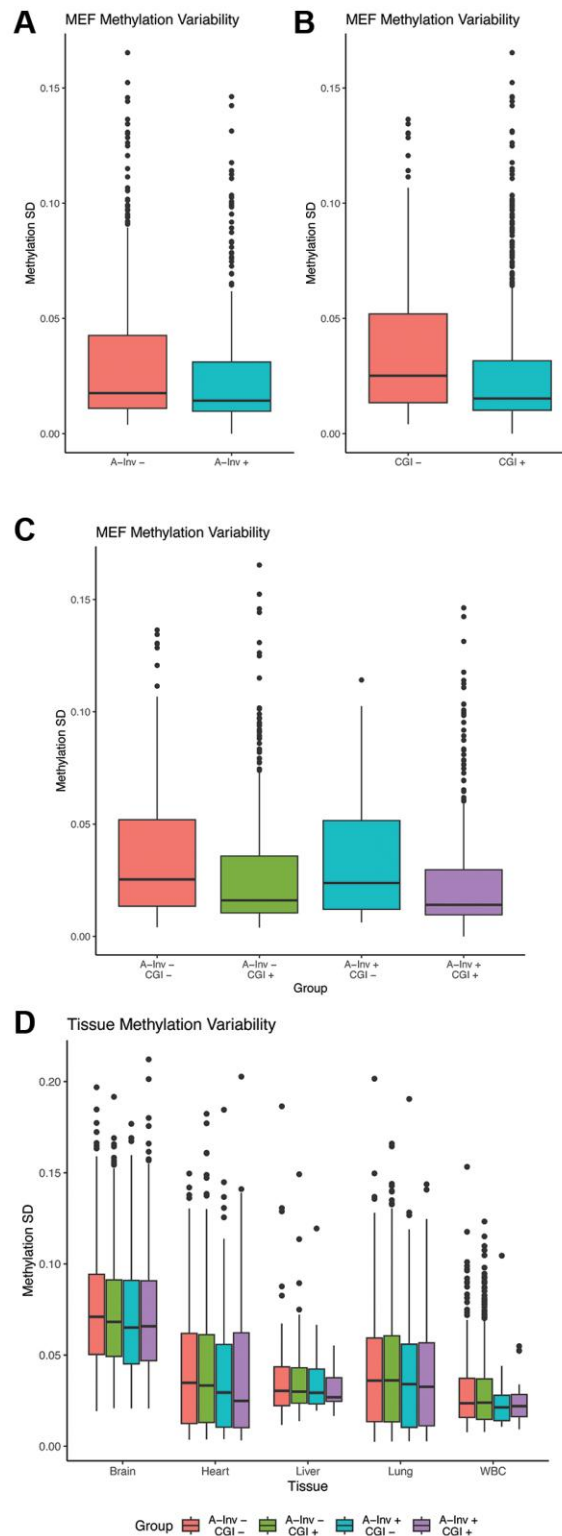 A
MEF Methylation Variability
Methylation SD
0.15
0.10
0.05
0.00
A−Inv −
A−Inv +
B
MEF Methylation Variability
Methylation SD
0.15
0.10
0.05
0.00
CGI −
CGI +
C
MEF Methylation Variability
Methylation SD
0.15
0.10
0.05
0.00
A−Inv −
CGI −
A−Inv −
CGI +
A−Inv +
CGI −
A−Inv +
CGI +
Group
D
Tissue Methylation Variability
Methylation SD
0.20
0.15
0.10
0.05
0.00
Brain
Heart
Liver
Lung
WBC
Tissue
Group
A−Inv −
CGI −
A−Inv −
CGI +
A−Inv +
CGI −
A−Inv +
CGI +